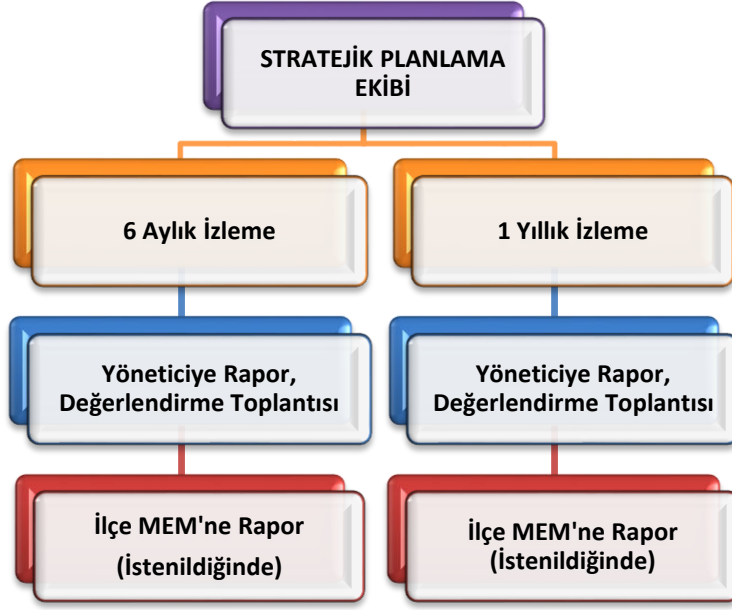 STRATEJİK PLANLAMA
EKİBİ
6 Aylık İzleme
1 Yıllık İzleme
Yöneticiye Rapor,
Değerlendirme Toplantısı
Yöneticiye Rapor,
Değerlendirme Toplantısı
İlçe MEM'ne Rapor
(İstenildiğinde)
İlçe MEM'ne Rapor
(İstenildiğinde)